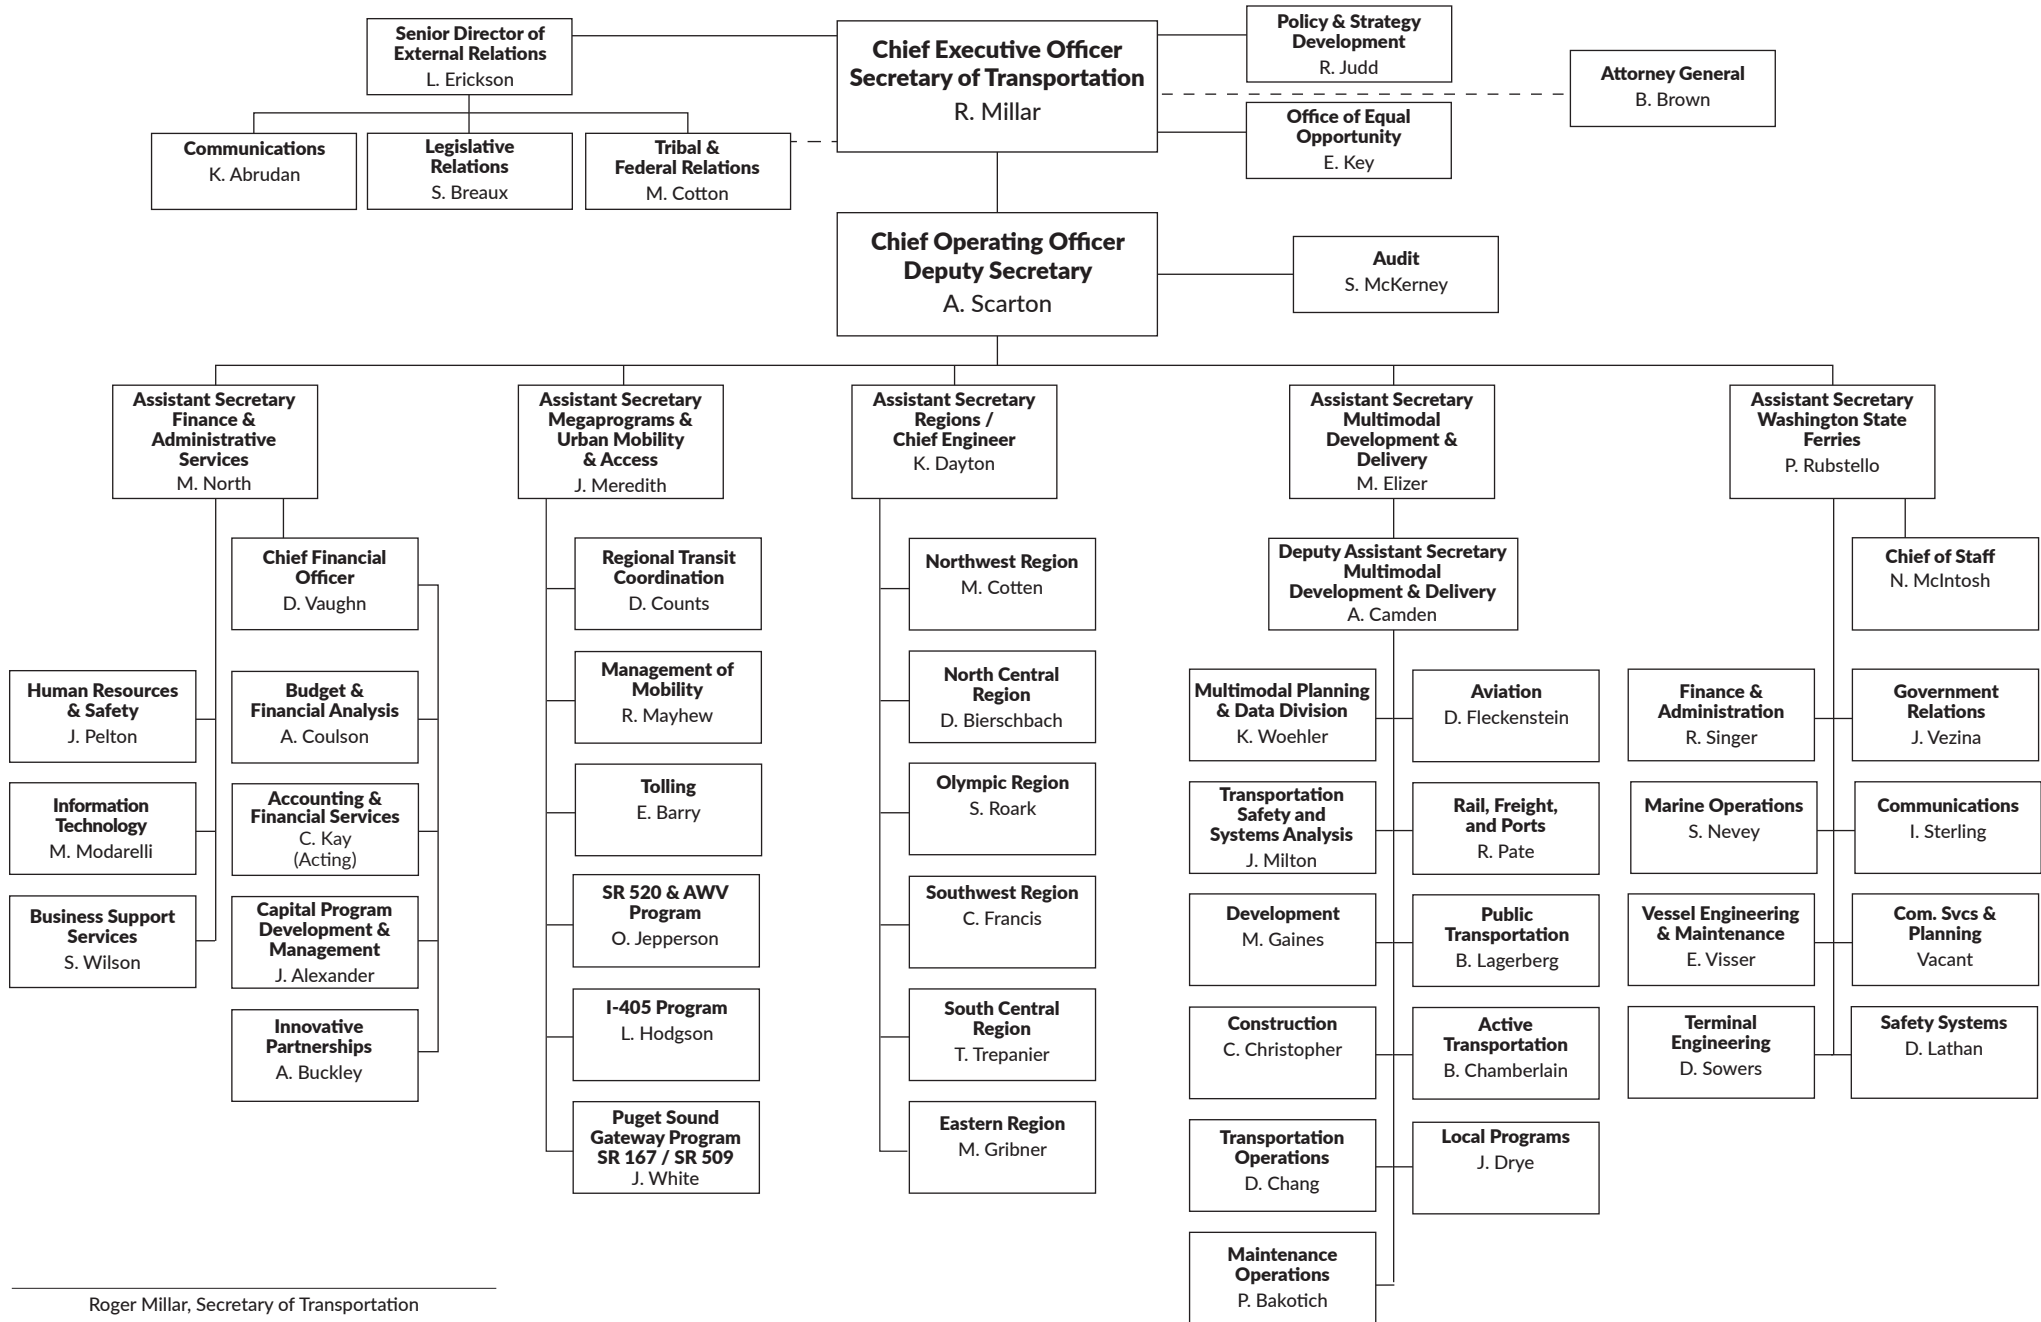 Senior Director of
External Relations
L. Erickson
Chief Executive Officer
Secretary of Transportation
R. Millar
Policy & Strategy
Development
R. Judd
Attorney General
B. Brown
Office of Equal
Opportunity
E. Key
Communications
K. Abrudan
Legislative
Relations
S. Breaux
Tribal &
Federal Relations
M. Cotton
Chief Operating Officer
Deputy Secretary
A. Scarton
Audit
S. McKerney
Assistant Secretary
Finance &
Administrative
Services
M. North
Assistant Secretary
Megaprograms &
Urban Mobility
& Access
J. Meredith
Assistant Secretary
Regions /
Chief Engineer
K. Dayton
Assistant Secretary
Multimodal
Development &
Delivery
M. Elizer
Assistant Secretary
Washington State
Ferries
P. Rubstello
Chief Financial
Officer
D. Vaughn
Human Resources
& Safety
J. Pelton
Budget &
Financial Analysis
A. Coulson
Information
Technology
M. Modarelli
Accounting &
Financial Services
C. Kay
(Acting)
Business Support
Services
S. Wilson
Capital Program
Development &
Management
J. Alexander
Innovative
Partnerships
A. Buckley
Regional Transit
Coordination
D. Counts
Management of
Mobility
R. Mayhew
Tolling
E. Barry
SR 520 & AWV
Program
O. Jepperson
I-405 Program
L. Hodgson
Puget Sound
Gateway Program
SR 167 / SR 509
J. White
Northwest Region
M. Cotten
North Central
Region
D. Bierschbach
Olympic Region
S. Roark
Southwest Region
C. Francis
South Central
Region
T. Trepanier
Eastern Region
M. Gribner
Deputy Assistant Secretary
Multimodal
Development & Delivery
A. Camden
Multimodal Planning
& Data Division
K. Woehler
Aviation
D. Fleckenstein
Transportation
Safety and
Systems Analysis
J. Milton
Rail, Freight,
and Ports
R. Pate
Development
M. Gaines
Public
Transportation
B. Lagerberg
Construction
C. Christopher
Active
Transportation
B. Chamberlain
Transportation
Operations
D. Chang
Local Programs
J. Drye
Maintenance
Operations
P. Bakotich
Chief of Staff
N. McIntosh
Finance &
Administration
R. Singer
Government
Relations
J. Vezina
Marine Operations
S. Nevey
Communications
I. Sterling
Vessel Engineering
& Maintenance
E. Visser
Com. Svcs &
Planning
Vacant
Terminal
Engineering
D. Sowers
Safety Systems
D. Lathan
Roger Millar, Secretary of Transportation